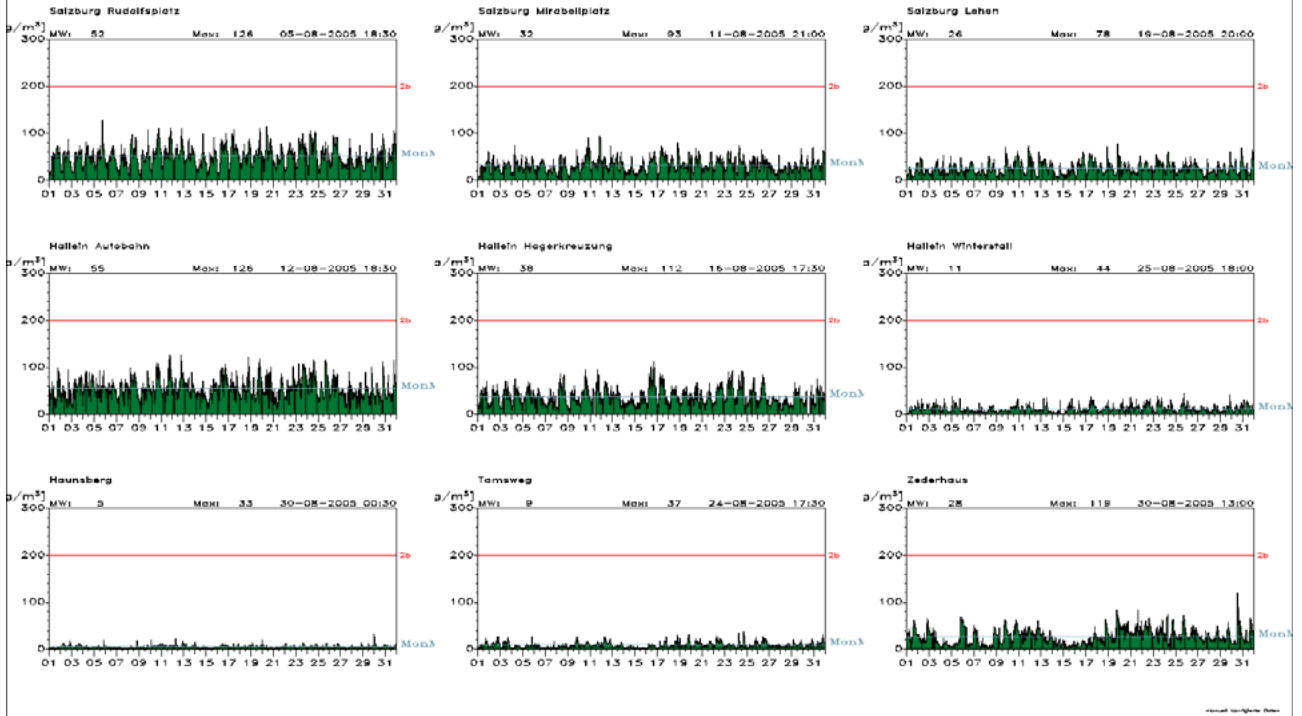 Salzburg Rudolfsplatz
g/m³] MW: 52 Max: 126 05-08-2005 18:30
300
200 2b
100
MonM
0
01 03 05 07 09 11 13 15 17 19 21 23 25 27 29 31
Salzburg Mirabellplatz
g/m³] MW: 32 Max: 93 11-08-2005 21:00
300
200 2b
100
MonM
0
01 03 05 07 09 11 13 15 17 19 21 23 25 27 29 31
Salzburg Lehen
g/m³] MW: 26 Max: 78 19-08-2005 20:00
300
200 2b
100
MonM
0
01 03 05 07 09 11 13 15 17 19 21 23 25 27 29 31
Hallein Autobahn
g/m³] MW: 55 Max: 126 12-08-2005 18:30
300
200 2b
100
MonM
0
01 03 05 07 09 11 13 15 17 19 21 23 25 27 29 31
Hallein Hagerkreuzung
g/m³] MW: 38 Max: 112 16-08-2005 17:30
300
200 2b
100
MonM
0
01 03 05 07 09 11 13 15 17 19 21 23 25 27 29 31
Hallein Winterstall
g/m³] MW: 11 Max: 44 25-08-2005 18:00
300
200 2b
100
MonM
0
01 03 05 07 09 11 13 15 17 19 21 23 25 27 29 31
Haunsberg
g/m³] MW: 5 Max: 33 30-08-2005 00:30
300
200 2b
100
MonM
0
01 03 05 07 09 11 13 15 17 19 21 23 25 27 29 31
Tamsweg
g/m³] MW: 9 Max: 37 24-08-2005 17:30
300
200 2b
100
MonM
0
01 03 05 07 09 11 13 15 17 19 21 23 25 27 29 31
Zederhaus
g/m³] MW: 28 Max: 119 30-08-2005 13:00
300
200 2b
100
MonM
0
01 03 05 07 09 11 13 15 17 19 21 23 25 27 29 31